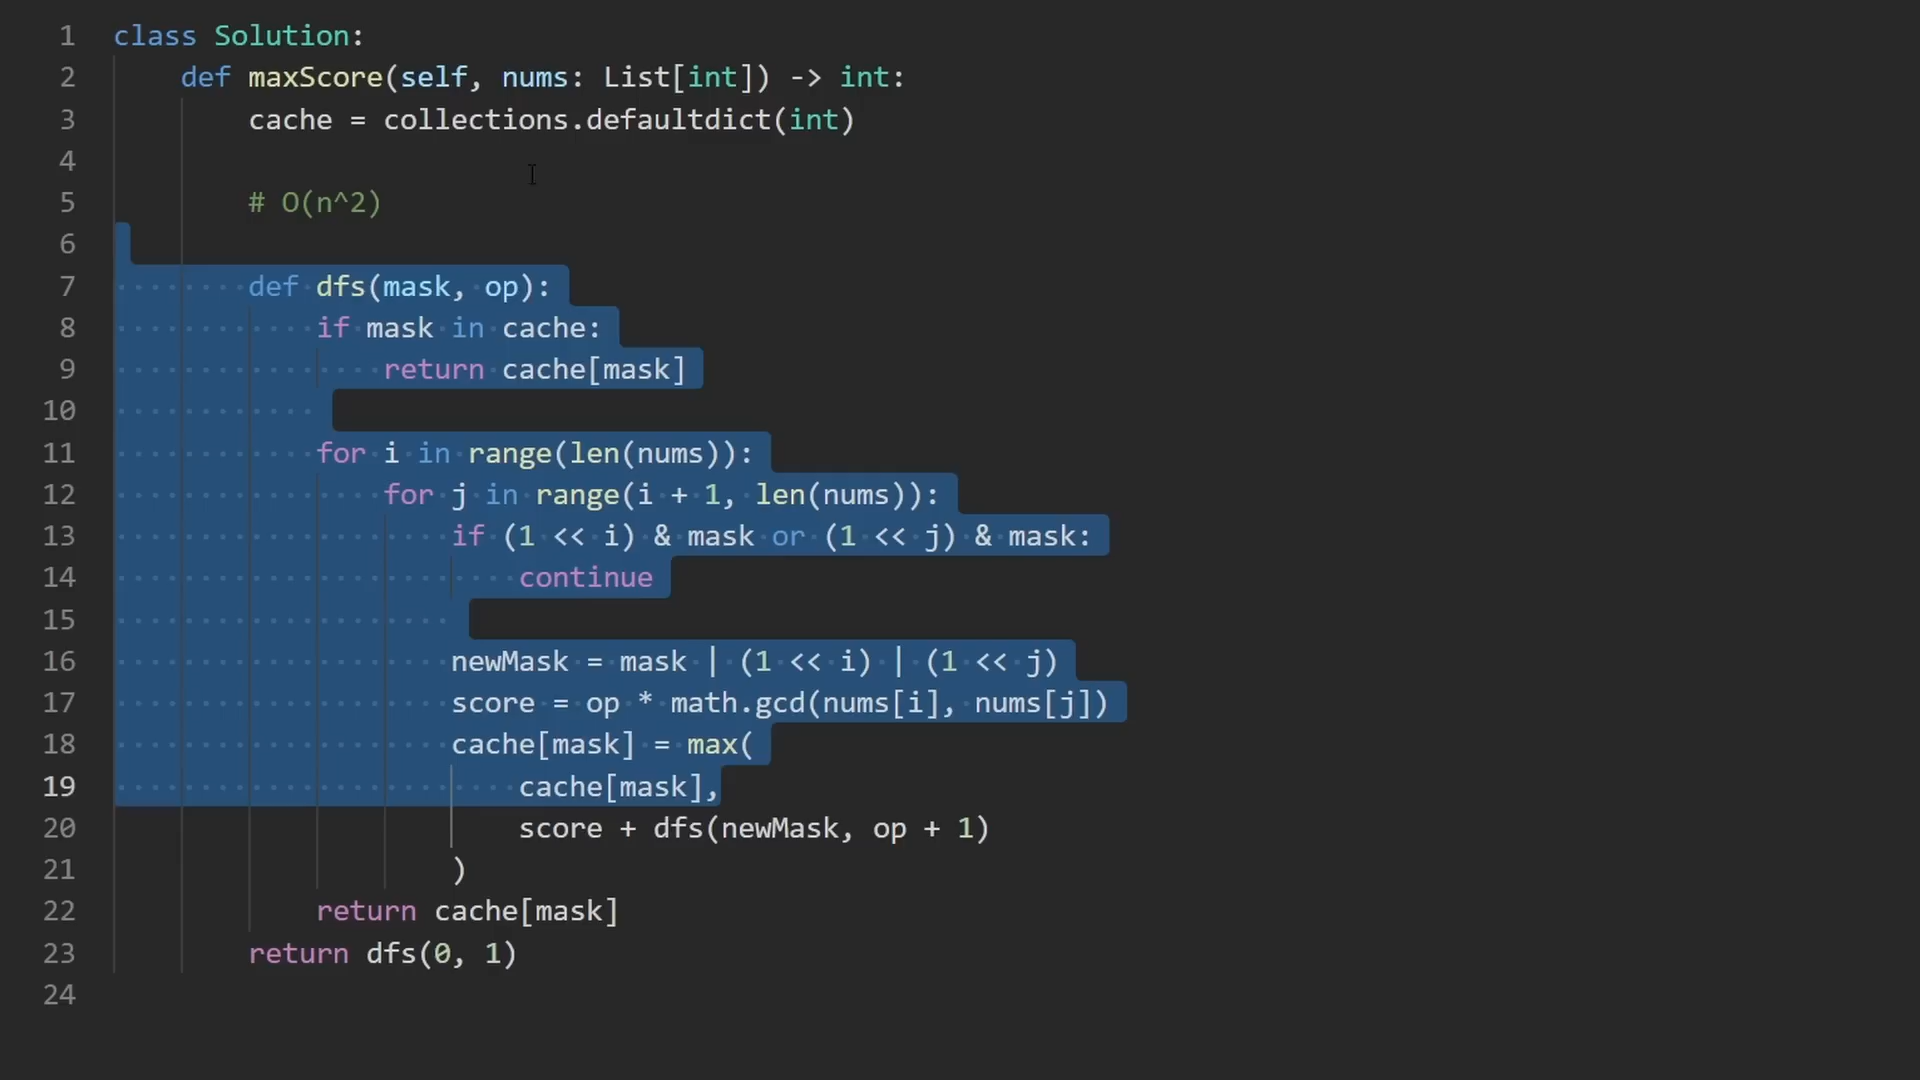 1 class Solution:
2 def maxScore(self, nums: List[int]) -> int:
3 cache = collections.defaultdict(int)
4
5 # O(n^2)
6
7 def dfs(mask, op):
8 if mask in cache:
9 return cache[mask]
10
11 for i in range(len(nums)):
12 for j in range(i + 1, len(nums)):
13 if (1 << i) & mask or (1 << j) & mask:
14 continue
15
16 newMask = mask | (1 << i) | (1 << j)
17 score = op * math.gcd(nums[i], nums[j])
18 cache[mask] = max(
19 cache[mask],
20 score + dfs(newMask, op + 1)
21 )
22 return cache[mask]
23 return dfs(0, 1)
24